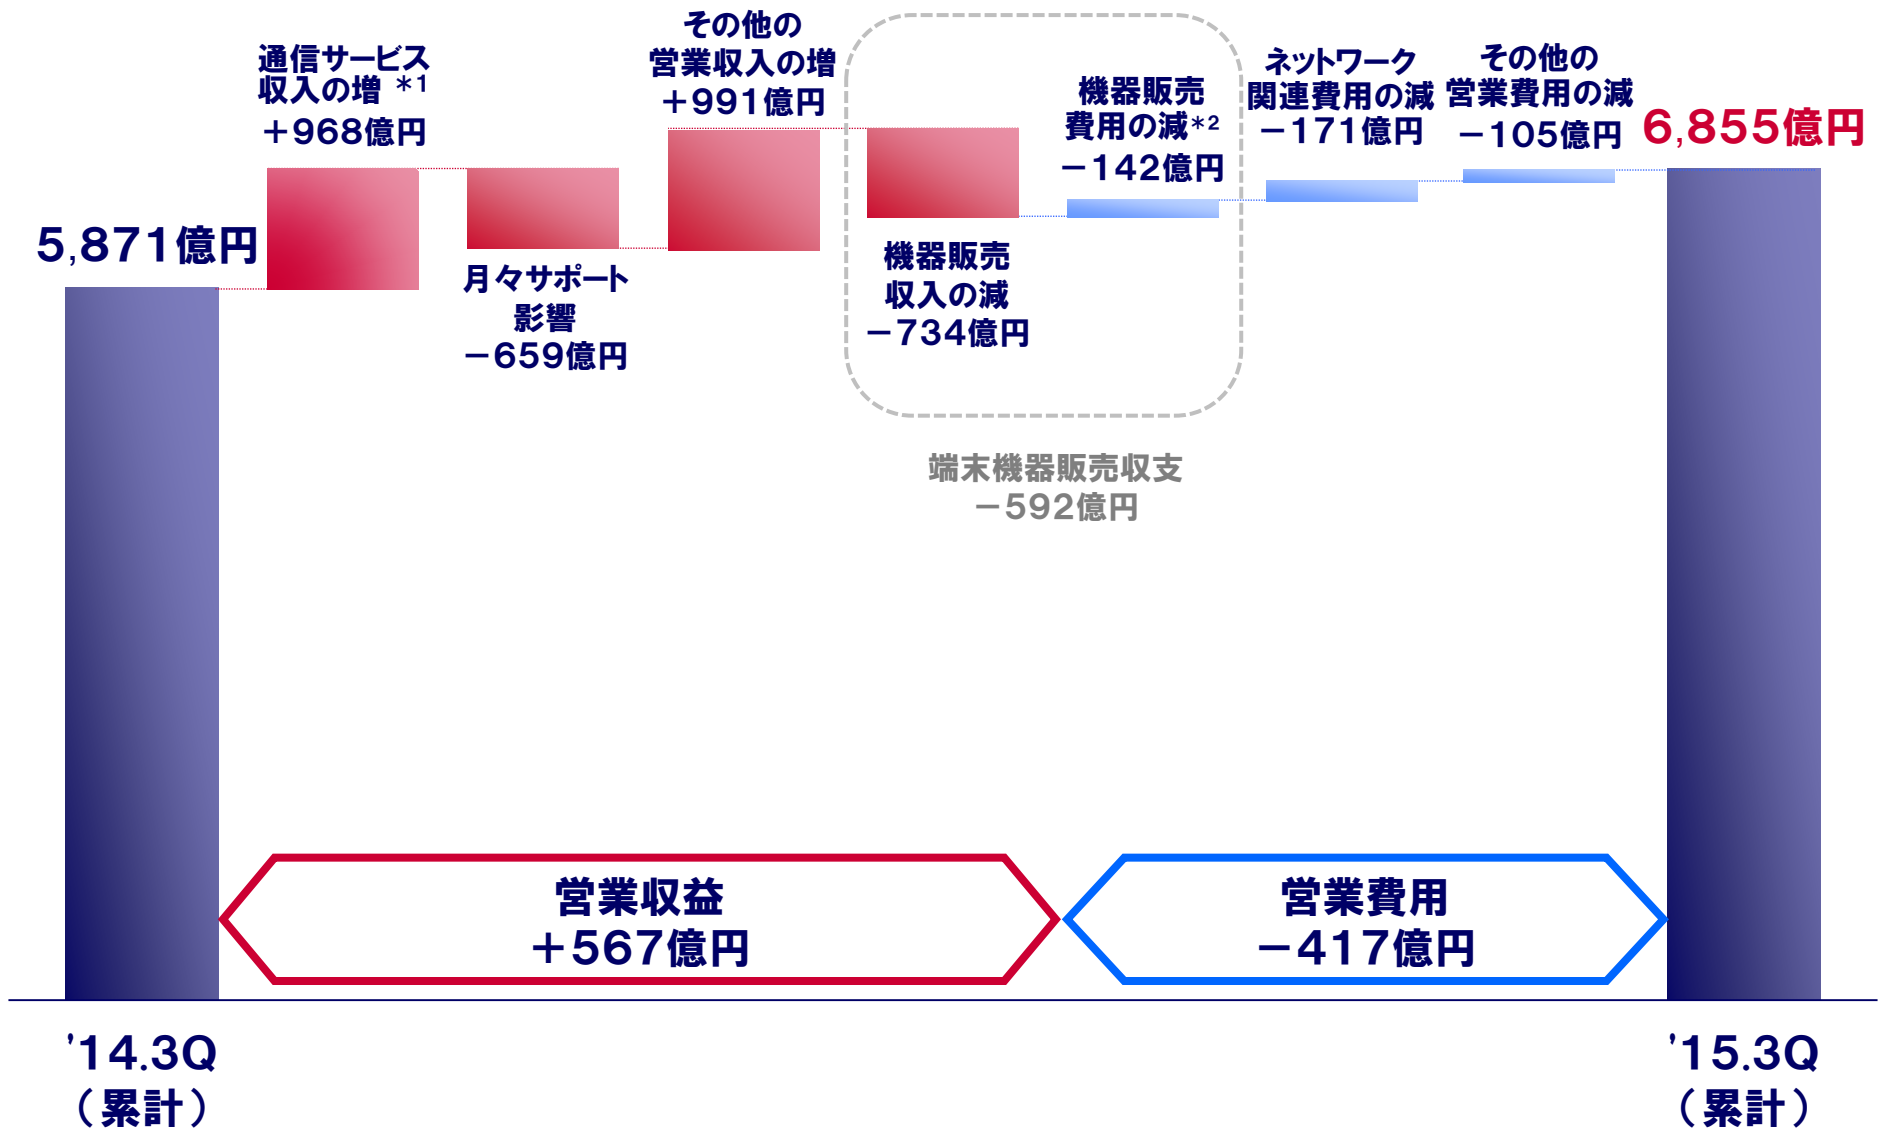 5,871億円
通信サービス
収入の増 *1
+968億円
月々サポート
影響
−659億円
その他の
営業収入の増
+991億円
機器販売
収入の減
−734億円
機器販売
費用の減*2
−142億円
端末機器販売収支
−592億円
ネットワーク
関連費用の減
−171億円
その他の
営業費用の減
−105億円
6,855億円
営業収益
+567億円
営業費用
−417億円
'14.3Q
（累計）
'15.3Q
（累計）